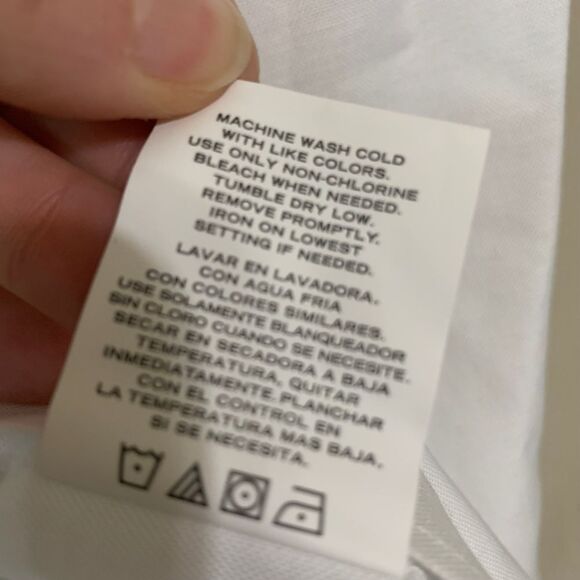 MACHINE WASH COLD
WITH LIKE COLORS.
USE ONLY NON-CHLORINE
BLEACH WHEN NEEDED.
TUMBLE DRY LOW.
REMOVE PROMPTLY.
IRON ON LOWEST
SETTING IF NEEDED.
LAVAR EN LAVADORA.
CON AGUA FRIA
CON COLORES SIMILARES.
USE SOLAMENTE BLANQUEADOR
SIN CLORO CUANDO SE NECESITE.
SECAR EN SECADORA A BAJA
TEMPERATURA, QUITAR
INMEDIATAMENTE. PLANCHAR
CON EL CONTROL EN
LA TEMPERATURA MAS BAJA,
SI SE NECESITA.